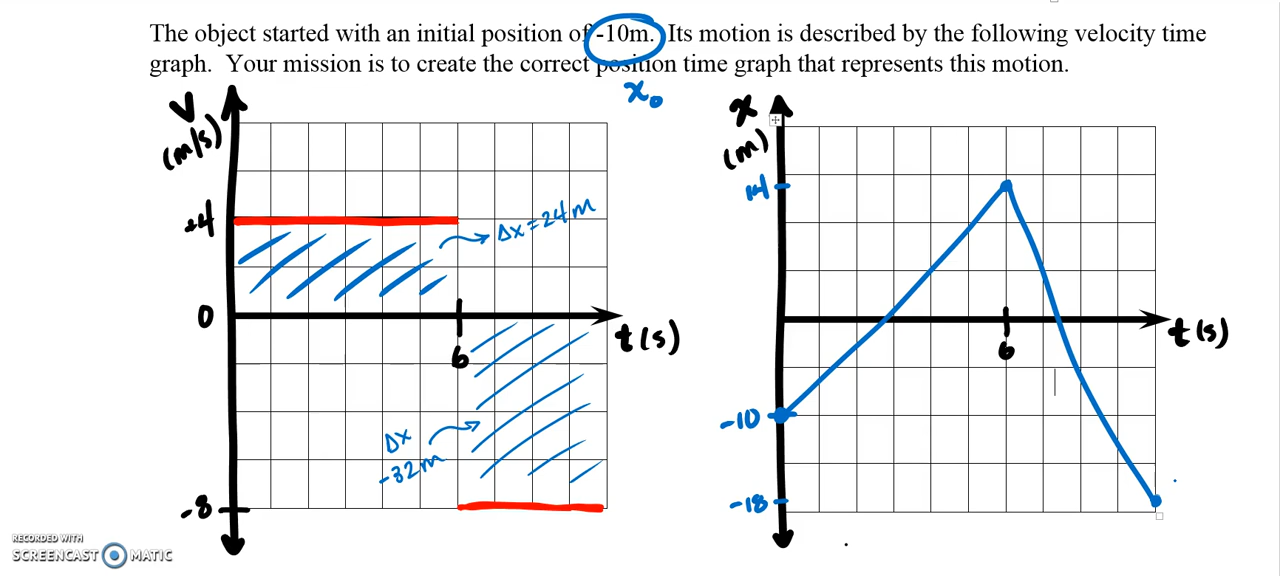 The object started with an initial position of -10m. Its motion is described by the following velocity time
graph. Your mission is to create the correct position time graph that represents this motion.
x₀
V
(m/s)
+4
0
-8
6
t(s)
Δx=24m
Δx
-32m
x
(m)
14
-10
-18
6
t(s)
RECORDED WITH
SCREENCAST MATIC